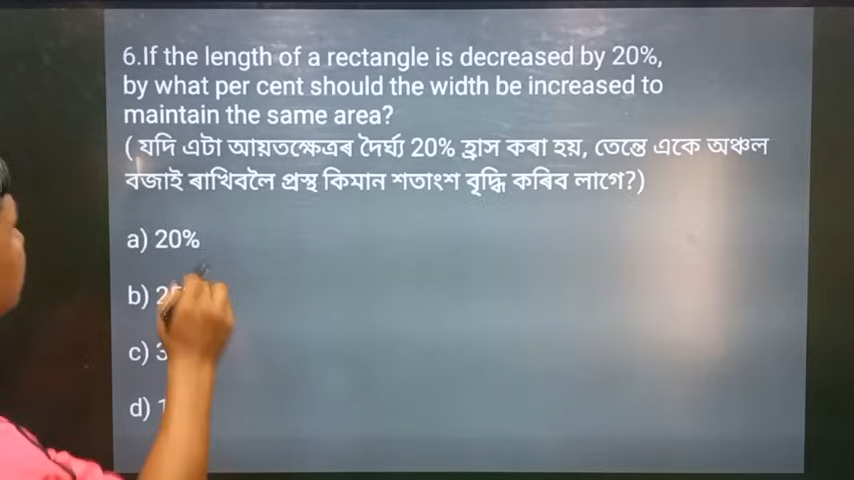 6.If the length of a rectangle is decreased by 20%,
by what per cent should the width be increased to
maintain the same area?
( যদি এটা আয়তক্ষেত্ৰৰ দৈৰ্ঘ্য 20% হ্ৰাস কৰা হয়, তেন্তে একে অঞ্চল
বজাই ৰাখিবলৈ প্ৰস্থ কিমান শতাংশ বৃদ্ধি কৰিব লাগে?)
a) 20%
b)
c)
d)